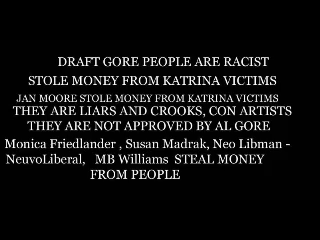 DRAFT GORE PEOPLE ARE RACIST
STOLE MONEY FROM KATRINA VICTIMS
JAN MOORE STOLE MONEY FROM KATRINA VICTIMS
THEY ARE LIARS AND CROOKS, CON ARTISTS
THEY ARE NOT APPROVED BY AL GORE
Monica Friedlander , Susan Madrak, Neo Libman -
NeuvoLiberal, MB Williams STEAL MONEY
FROM PEOPLE